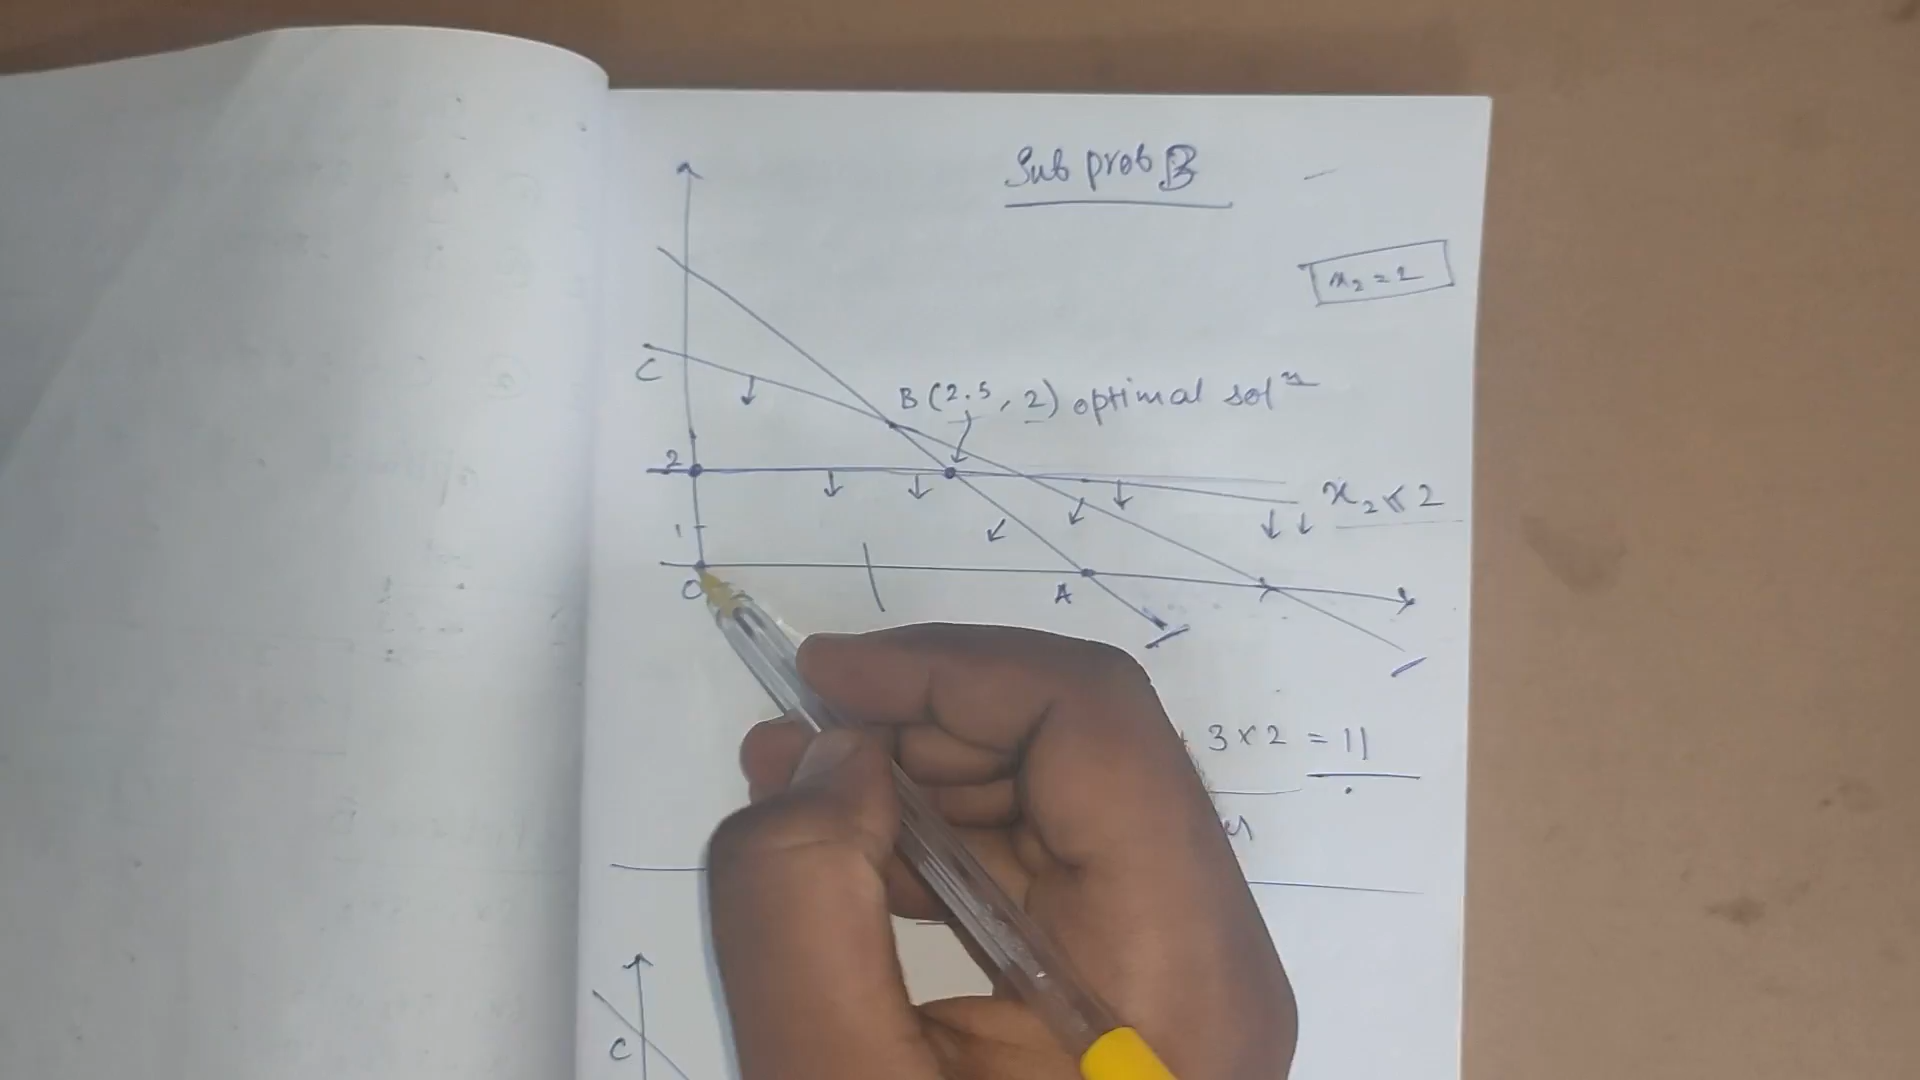 Sub prob B
x₂ = 2
C
B (2.5, 2) optimal solⁿ
2
x₂ ≤ 2
1
O
A
3 × 2 = 11
C